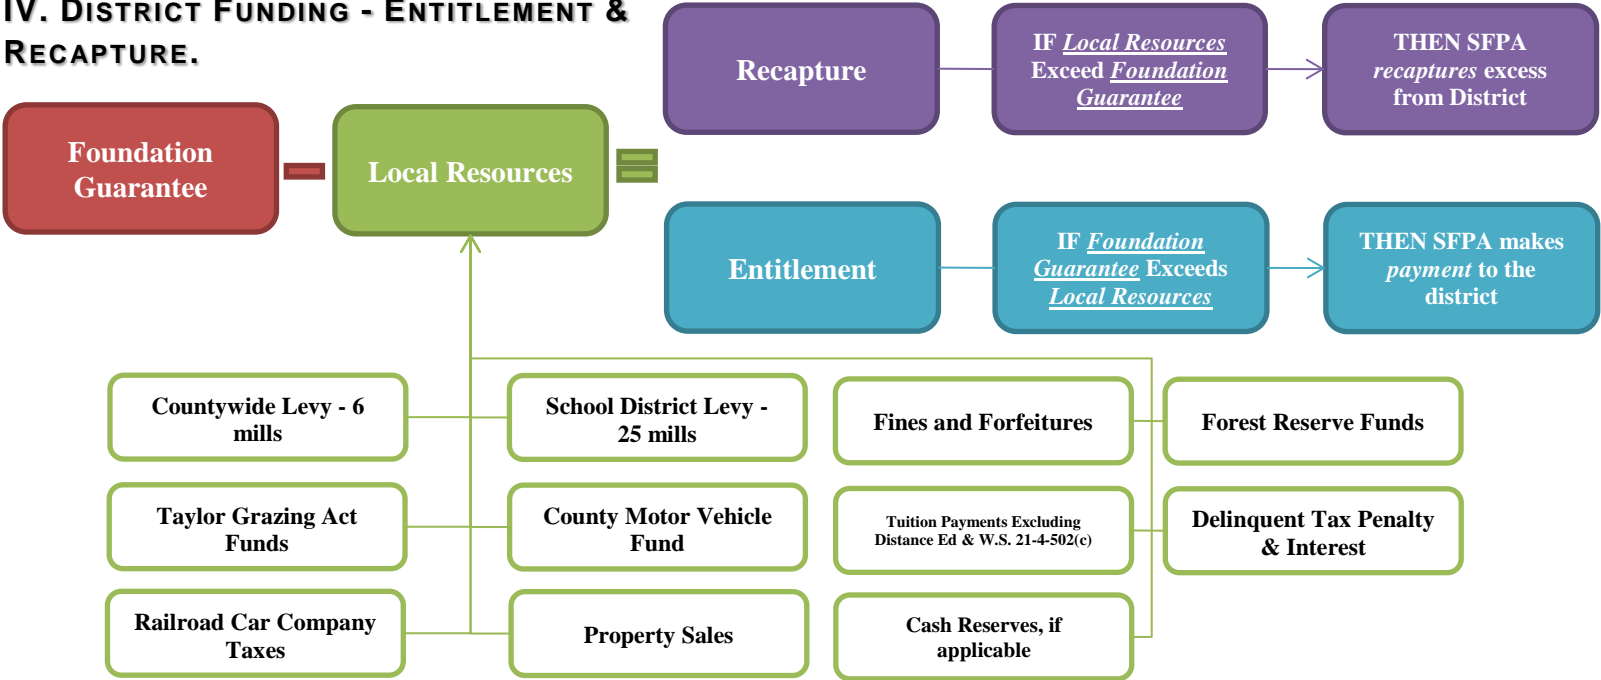 IV. DISTRICT FUNDING - ENTITLEMENT &
RECAPTURE.
Foundation
Guarantee
Local Resources
Recapture
IF Local Resources
Exceed Foundation
Guarantee
THEN SFPA
recaptures excess
from District
Entitlement
IF Foundation
Guarantee Exceeds
Local Resources
THEN SFPA makes
payment to the
district
Countywide Levy - 6
mills
School District Levy -
25 mills
Fines and Forfeitures
Forest Reserve Funds
Taylor Grazing Act
Funds
County Motor Vehicle
Fund
Tuition Payments Excluding
Distance Ed & W.S. 21-4-502(c)
Delinquent Tax Penalty
& Interest
Railroad Car Company
Taxes
Property Sales
Cash Reserves, if
applicable